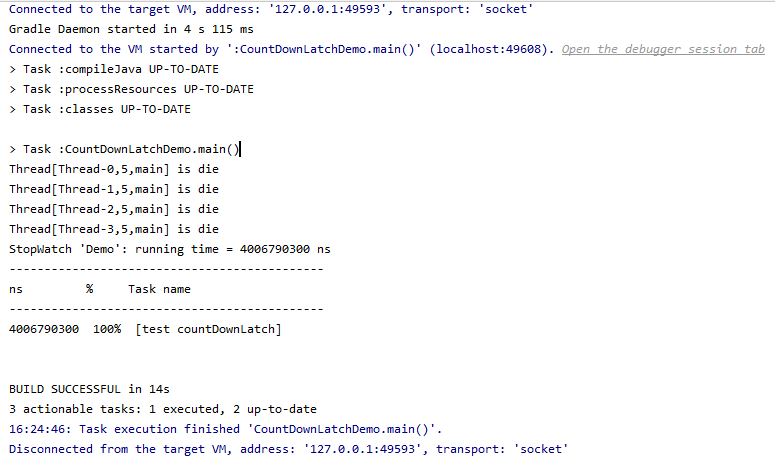 Connected to the target VM, address: '127.0.0.1:49593', transport: 'socket'
Gradle Daemon started in 4 s 115 ms
Connected to the VM started by ':CountDownLatchDemo.main()' (localhost:49608). Open the debugger session tab
> Task :compileJava UP-TO-DATE
> Task :processResources UP-TO-DATE
> Task :classes UP-TO-DATE
> Task :CountDownLatchDemo.main()
Thread[Thread-0,5,main] is die
Thread[Thread-1,5,main] is die
Thread[Thread-2,5,main] is die
Thread[Thread-3,5,main] is die
StopWatch 'Demo': running time = 4006790300 ns
---------------------------------------------
ns         %     Task name
---------------------------------------------
4006790300  100%  [test countDownLatch]
BUILD SUCCESSFUL in 14s
3 actionable tasks: 1 executed, 2 up-to-date
16:24:46: Task execution finished 'CountDownLatchDemo.main()'.
Disconnected from the target VM, address: '127.0.0.1:49593', transport: 'socket'